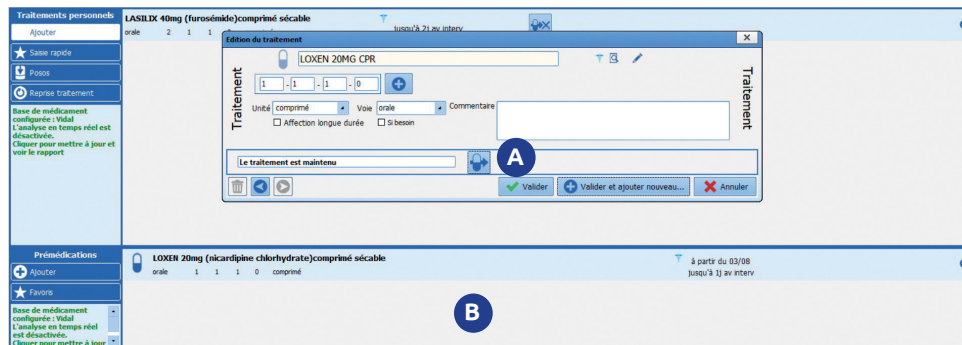 Traitements personnels
Ajouter
Saisie rapide
Posos
Reprise traitement
Base de médicament
configurée : Vidal
L'analyse en temps réel est
désactivée.
Cliquer pour mettre à jour et
voir le rapport
LASILIX 40mg (furosémide)comprimé sécable
orale 2 1 1
jusqu'à 2j av interv
Edition du traitement
Traitement
LOXEN 20MG CPR
1 - 1 - 1 - 0
Unité comprimé Voie orale Commentaire
Affection longue durée Si besoin
Traitement
Le traitement est maintenu
A
Valider Valider et ajouter nouveau... Annuler
Prémédications
Ajouter
Favoris
Base de médicament
configurée : Vidal
L'analyse en temps réel
est désactivée.
Cliquer pour mettre à jour
LOXEN 20mg (nicardipine chlorhydrate)comprimé sécable
orale 1 1 1 0 comprimé
à partir du 03/08
jusqu'à 1j av interv
B